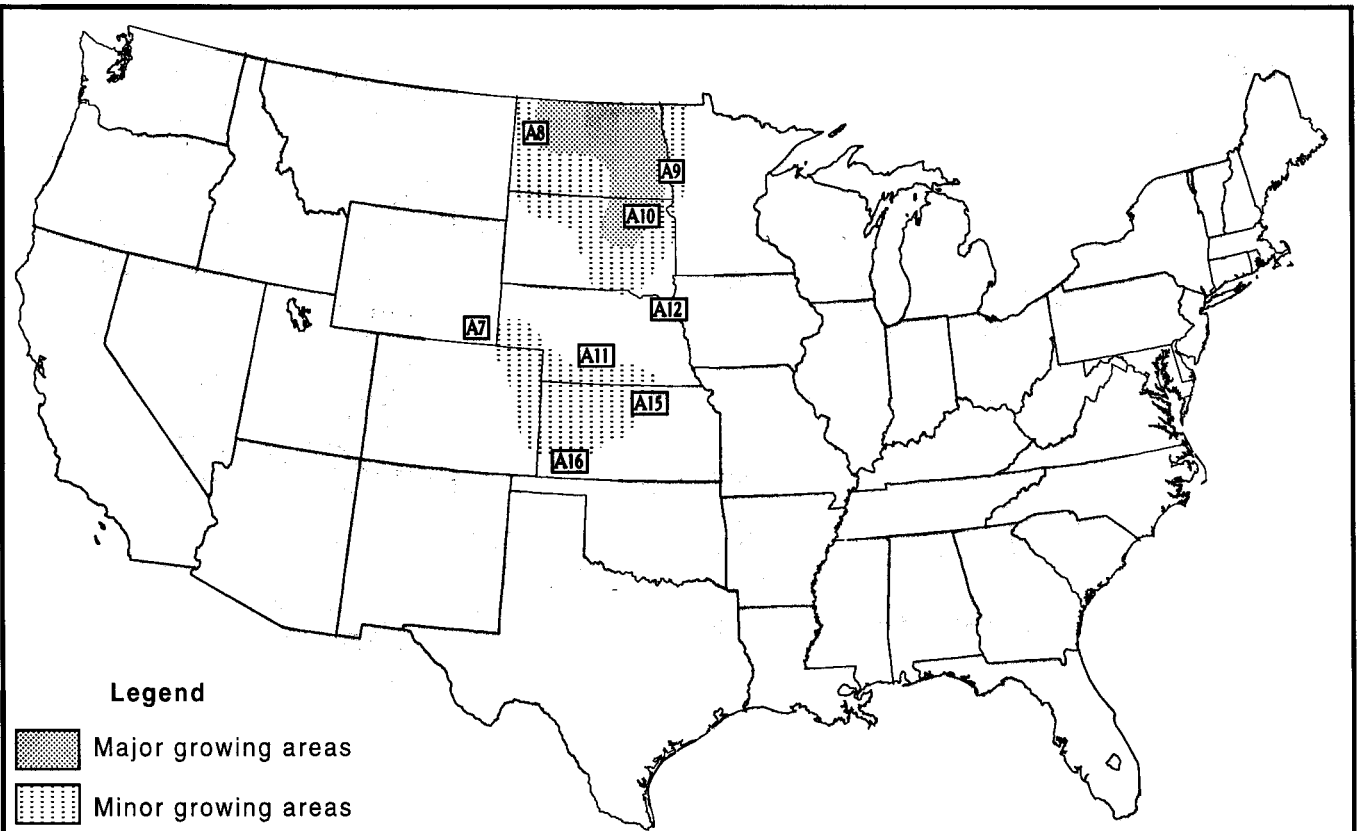 A8
A9
A10
A12
A7
A11
A15
A16
Legend
Major growing areas
Minor growing areas